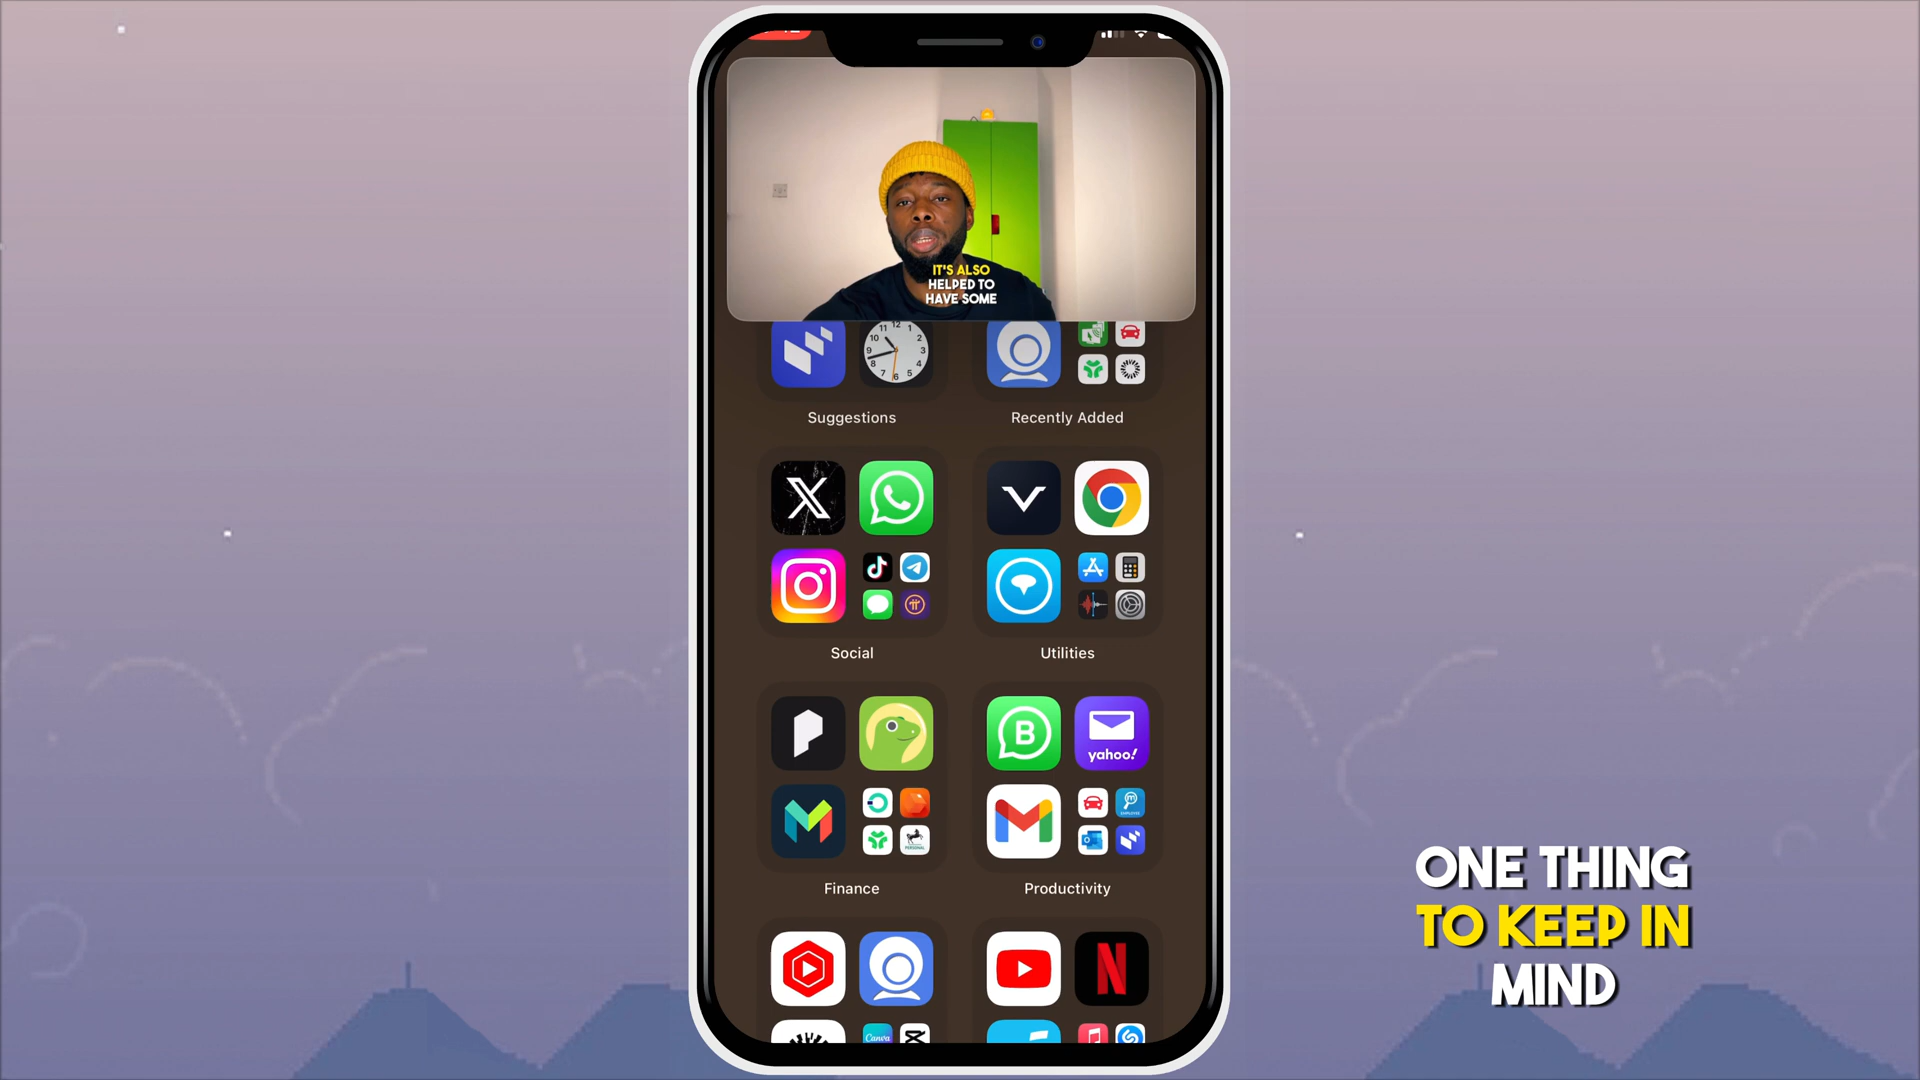 IT'S ALSO
HELPED TO
HAVE SOME
Suggestions
Recently Added
Social
Utilities
yahoo!
Finance
Productivity
Canva
ONE THING
TO KEEP IN
MIND